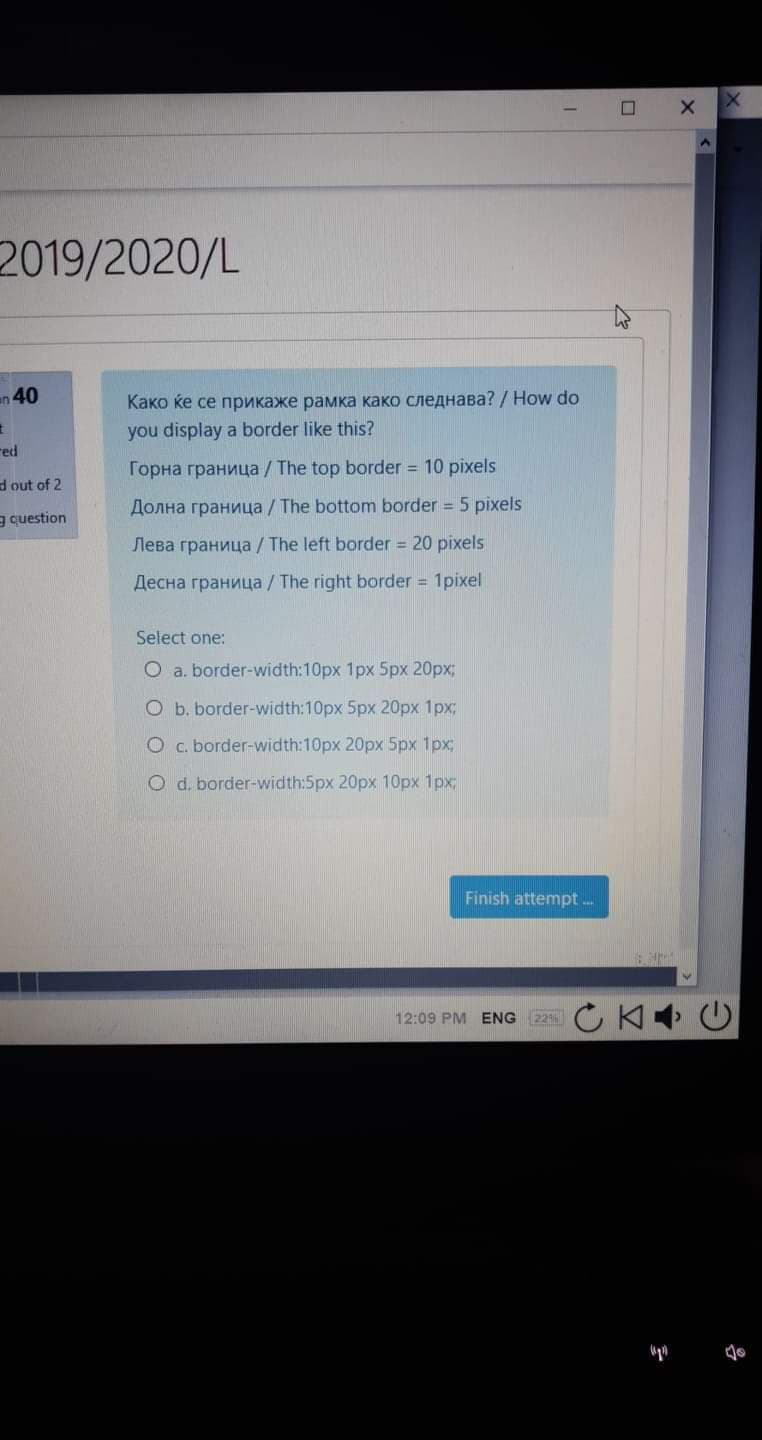 2019/2020/L
on 40
t
red
d out of 2
g question
Како ќе се прикаже рамка како следнава? / How do
you display a border like this?
Горна граница / The top border = 10 pixels
Долна граница / The bottom border = 5 pixels
Лева граница / The left border = 20 pixels
Десна граница / The right border = 1pixel
Select one:
a. border-width:10px 1px 5px 20px;
b. border-width:10px 5px 20px 1px;
c. border-width:10px 20px 5px 1px;
d. border-width:5px 20px 10px 1px;
Finish attempt ...
12:09 PM ENG 22%